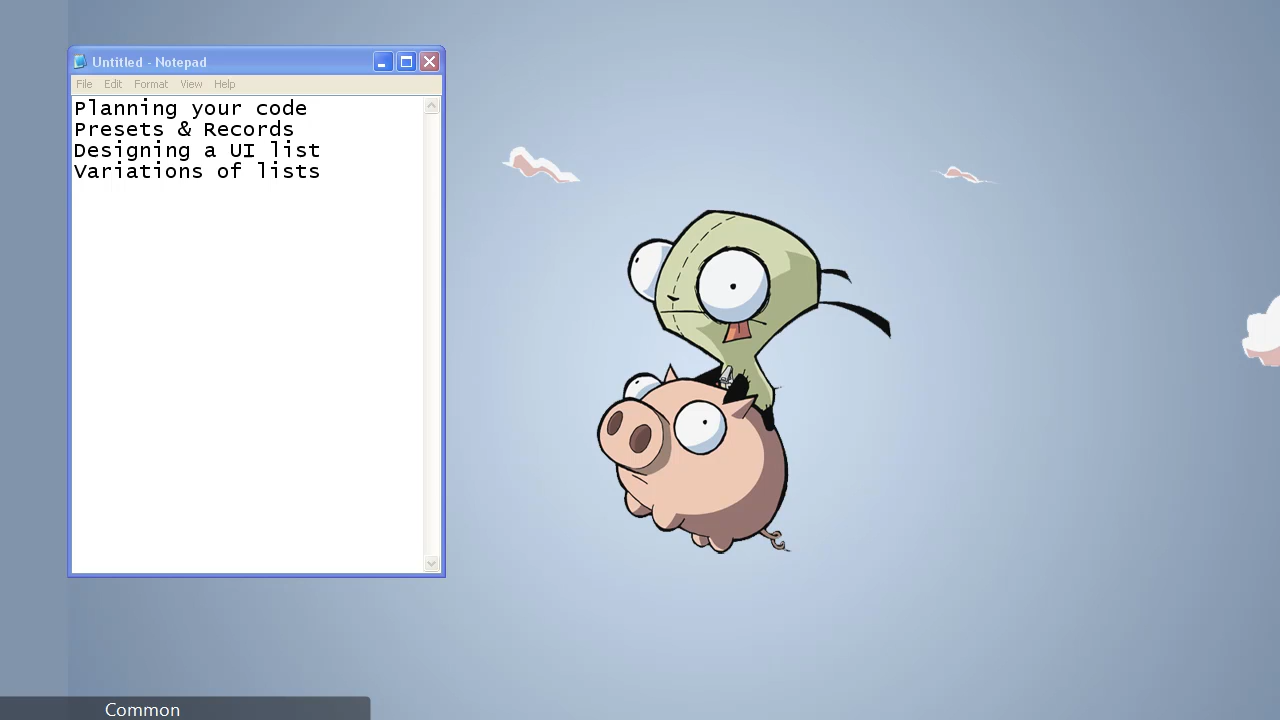 Untitled - Notepad
File Edit Format View Help
Planning your code
Presets & Records
Designing a UI list
Variations of lists
Common